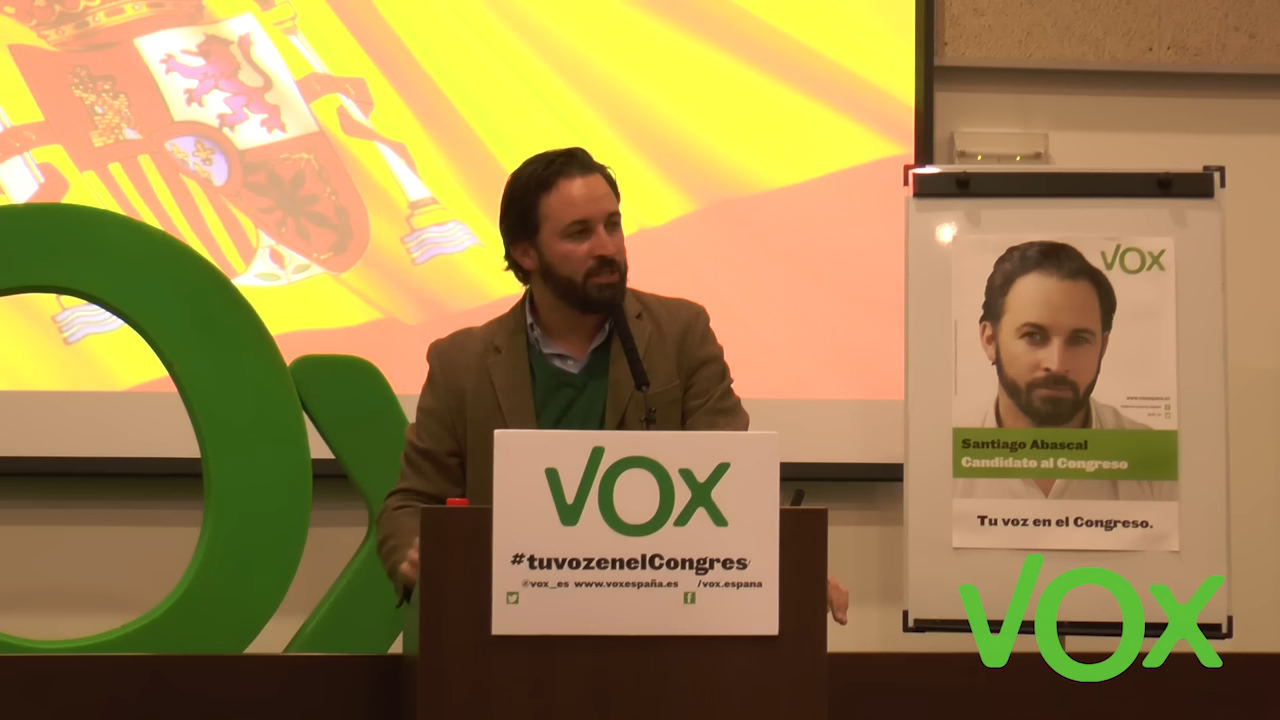 VOX
#tuvozenelCongres
@vox_es www.voxespaña.es /vox.espana
VOX
Santiago Abascal
Candidato al Congreso
Tu voz en el Congreso.
VOX